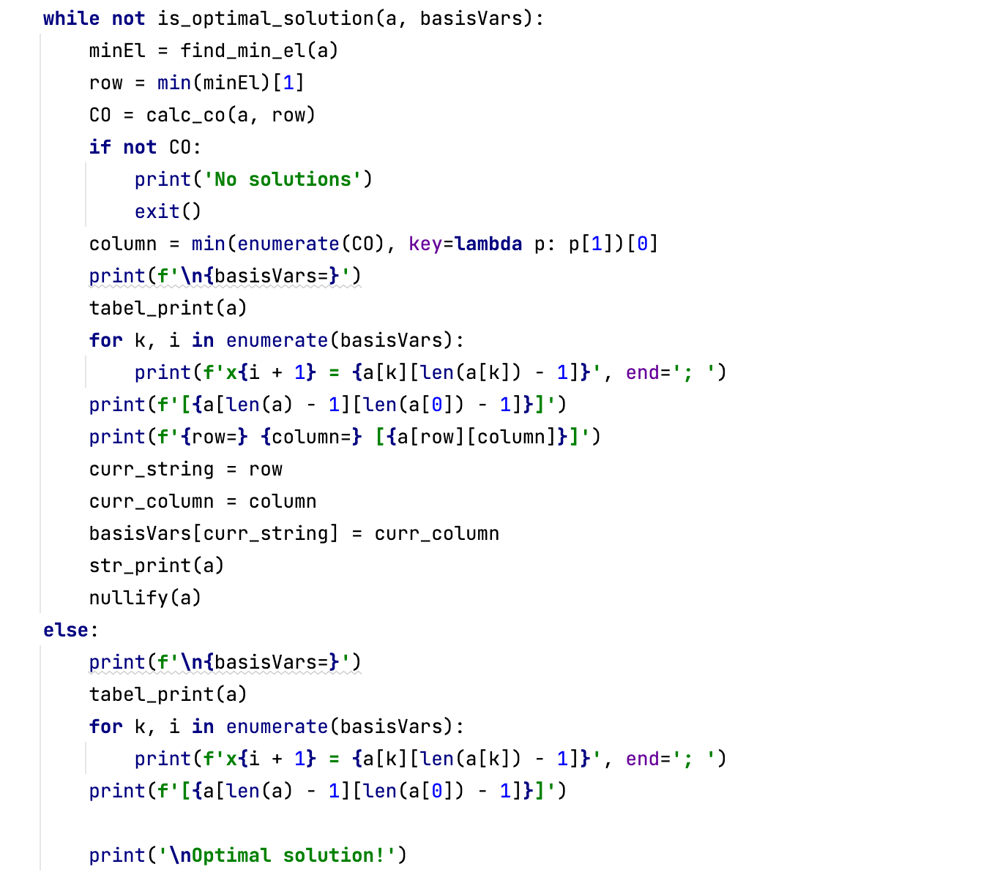 while not is_optimal_solution(a, basisVars):
    minEl = find_min_el(a)
    row = min(minEl)[1]
    CO = calc_co(a, row)
    if not CO:
        print('No solutions')
        exit()
    column = min(enumerate(CO), key=lambda p: p[1])[0]
    print(f'\n{basisVars=}')
    tabel_print(a)
    for k, i in enumerate(basisVars):
        print(f'x{i + 1} = {a[k][len(a[k]) - 1]}', end='; ')
    print(f'[{a[len(a) - 1][len(a[0]) - 1]}]')
    print(f'{row=} {column=} [{a[row][column]}]')
    curr_string = row
    curr_column = column
    basisVars[curr_string] = curr_column
    str_print(a)
    nullify(a)
else:
    print(f'\n{basisVars=}')
    tabel_print(a)
    for k, i in enumerate(basisVars):
        print(f'x{i + 1} = {a[k][len(a[k]) - 1]}', end='; ')
    print(f'[{a[len(a) - 1][len(a[0]) - 1]}]')

    print('\nOptimal solution!')